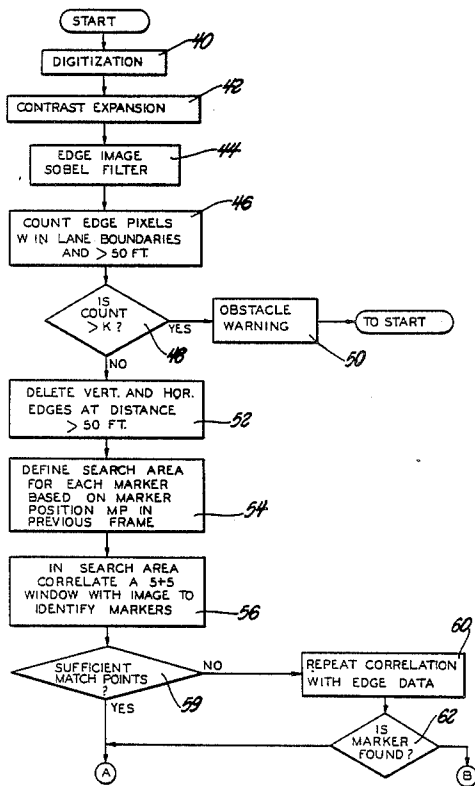 START
40
DIGITIZATION
42
CONTRAST EXPANSION
44
EDGE IMAGE
SOBEL FILTER
46
COUNT EDGE PIXELS
W IN LANE BOUNDARIES
AND > 50 FT.
IS
COUNT
> K ?
48
YES
NO
OBSTACLE
WARNING
50
TO START
DELETE VERT. AND HOR.
EDGES AT DISTANCE
> 50 FT.
52
DEFINE SEARCH AREA
FOR EACH MARKER
BASED ON MARKER
POSITION MP IN
PREVIOUS FRAME
54
IN SEARCH AREA
CORRELATE A 5+5
WINDOW WITH IMAGE TO
IDENTIFY MARKERS
56
SUFFICIENT
MATCH POINTS
?
59
NO
YES
60
REPEAT CORRELATION
WITH EDGE DATA
62
IS
MARKER
FOUND?
A
B